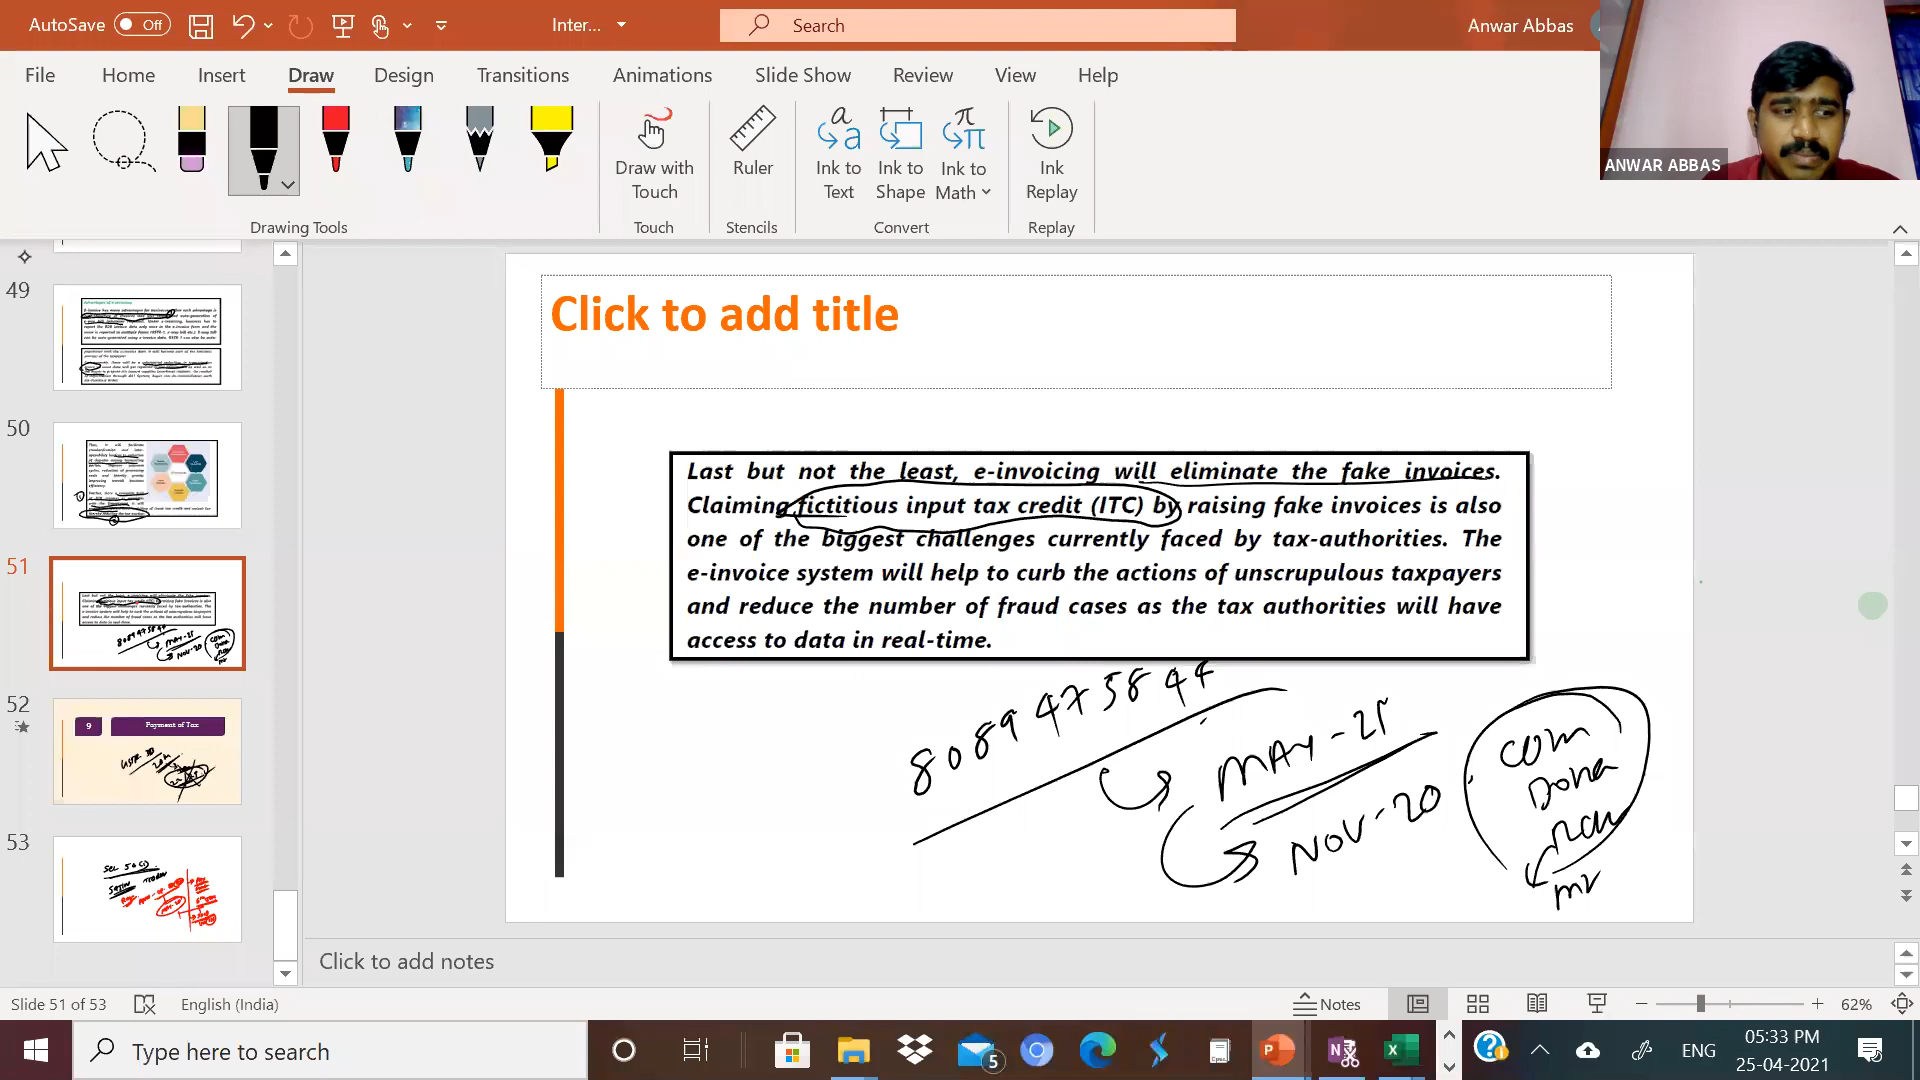 AutoSave Off Inter... Search Anwar Abbas
File Home Insert Draw Design Transitions Animations Slide Show Review View Help
Draw with Touch
Ruler
Ink to Text
Ink to Shape
Ink to Math
Ink Replay
Drawing Tools Touch Stencils Convert Replay
ANWAR ABBAS
49
50
51
52
9 Payment of Tax
53
Click to add title
Last but not the least, e-invoicing will eliminate the fake invoices.
Claiming fictitious input tax credit (ITC) by raising fake invoices is also
one of the biggest challenges currently faced by tax-authorities. The
e-invoice system will help to curb the actions of unscrupulous taxpayers
and reduce the number of fraud cases as the tax authorities will have
access to data in real-time.
8089475844
MAY-21
NOV-20
com
Dona
Click to add notes
Slide 51 of 53 English (India) Notes 62%
Type here to search
5
ENG
05:33 PM
25-04-2021